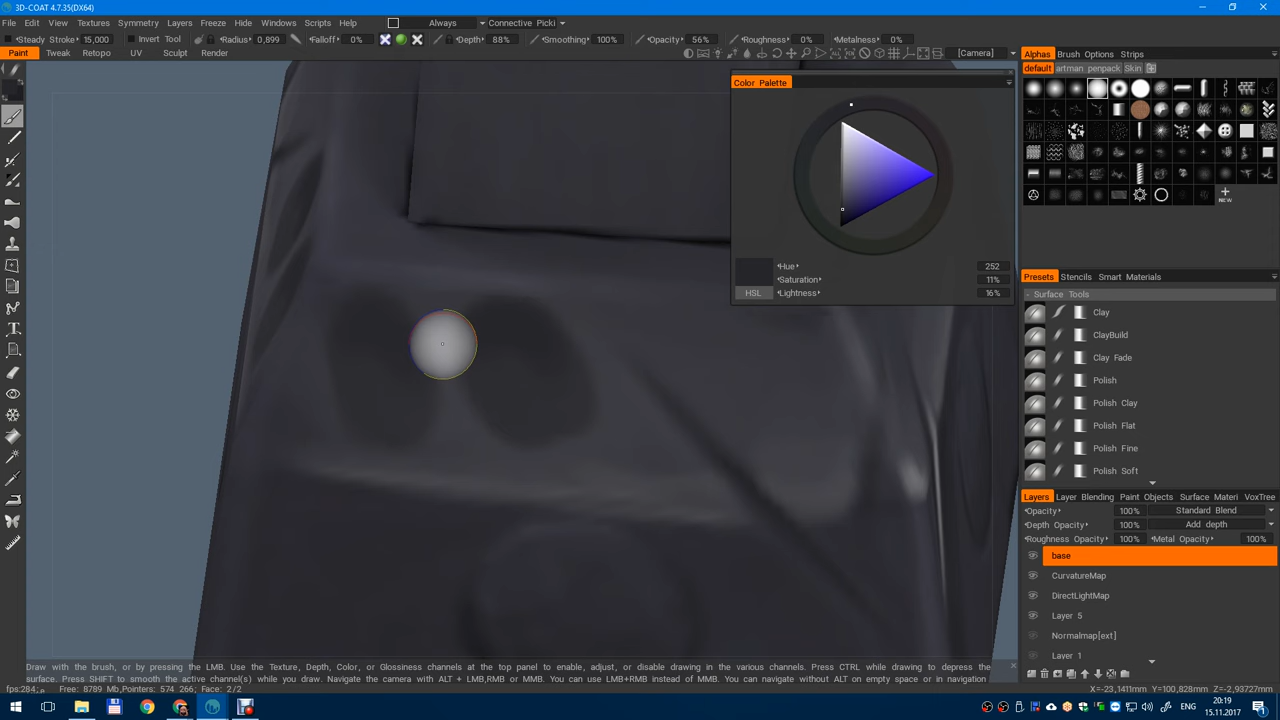 3D-COAT 4.7.35(DX64)
File Edit View Textures Symmetry Layers Freeze Hide Windows Scripts Help Always Connective Picki
Steady Stroke 15,000 Invert Tool Radius 0,899 Falloff 0% Depth 88% Smoothing 100% Opacity 56% Roughness 0% Metalness 0%
Paint Tweak Retopo UV Sculpt Render [Camera]
Alphas Brush Options Strips
default artman penpack Skin
Color Palette
NEW
Hue 252
Saturation 11%
HSL Lightness 16%
Presets Stencils Smart Materials
- Surface Tools
Clay
ClayBuild
Clay Fade
Polish
Polish Clay
Polish Flat
Polish Fine
Polish Soft
Layers Layer Blending Paint Objects Surface Materi VoxTree
Opacity 100% Standard Blend
Depth Opacity 100% Add depth
Roughness Opacity 100% Metal Opacity 100%
base
CurvatureMap
DirectLightMap
Layer 5
Normalmap[ext]
Layer 1
Draw with the brush, or by pressing the LMB. Use the Texture, Depth, Color, or Glossiness channels at the top panel to enable, adjust, or disable drawing in the various channels. Press CTRL while drawing to depress the
surface. Press SHIFT to smooth the active channel(s) while you draw. Navigate the camera with ALT + LMB,RMB or MMB. You can use LMB+RMB instead of MMB. You can navigate without ALT on empty space or in navigation
Free: 8789 Mb,Pointers: 574 266; Face: 2/2 X=-23,1411mm Y=100,828mm Z=-2,93727mm
ENG
20:19
15.11.2017